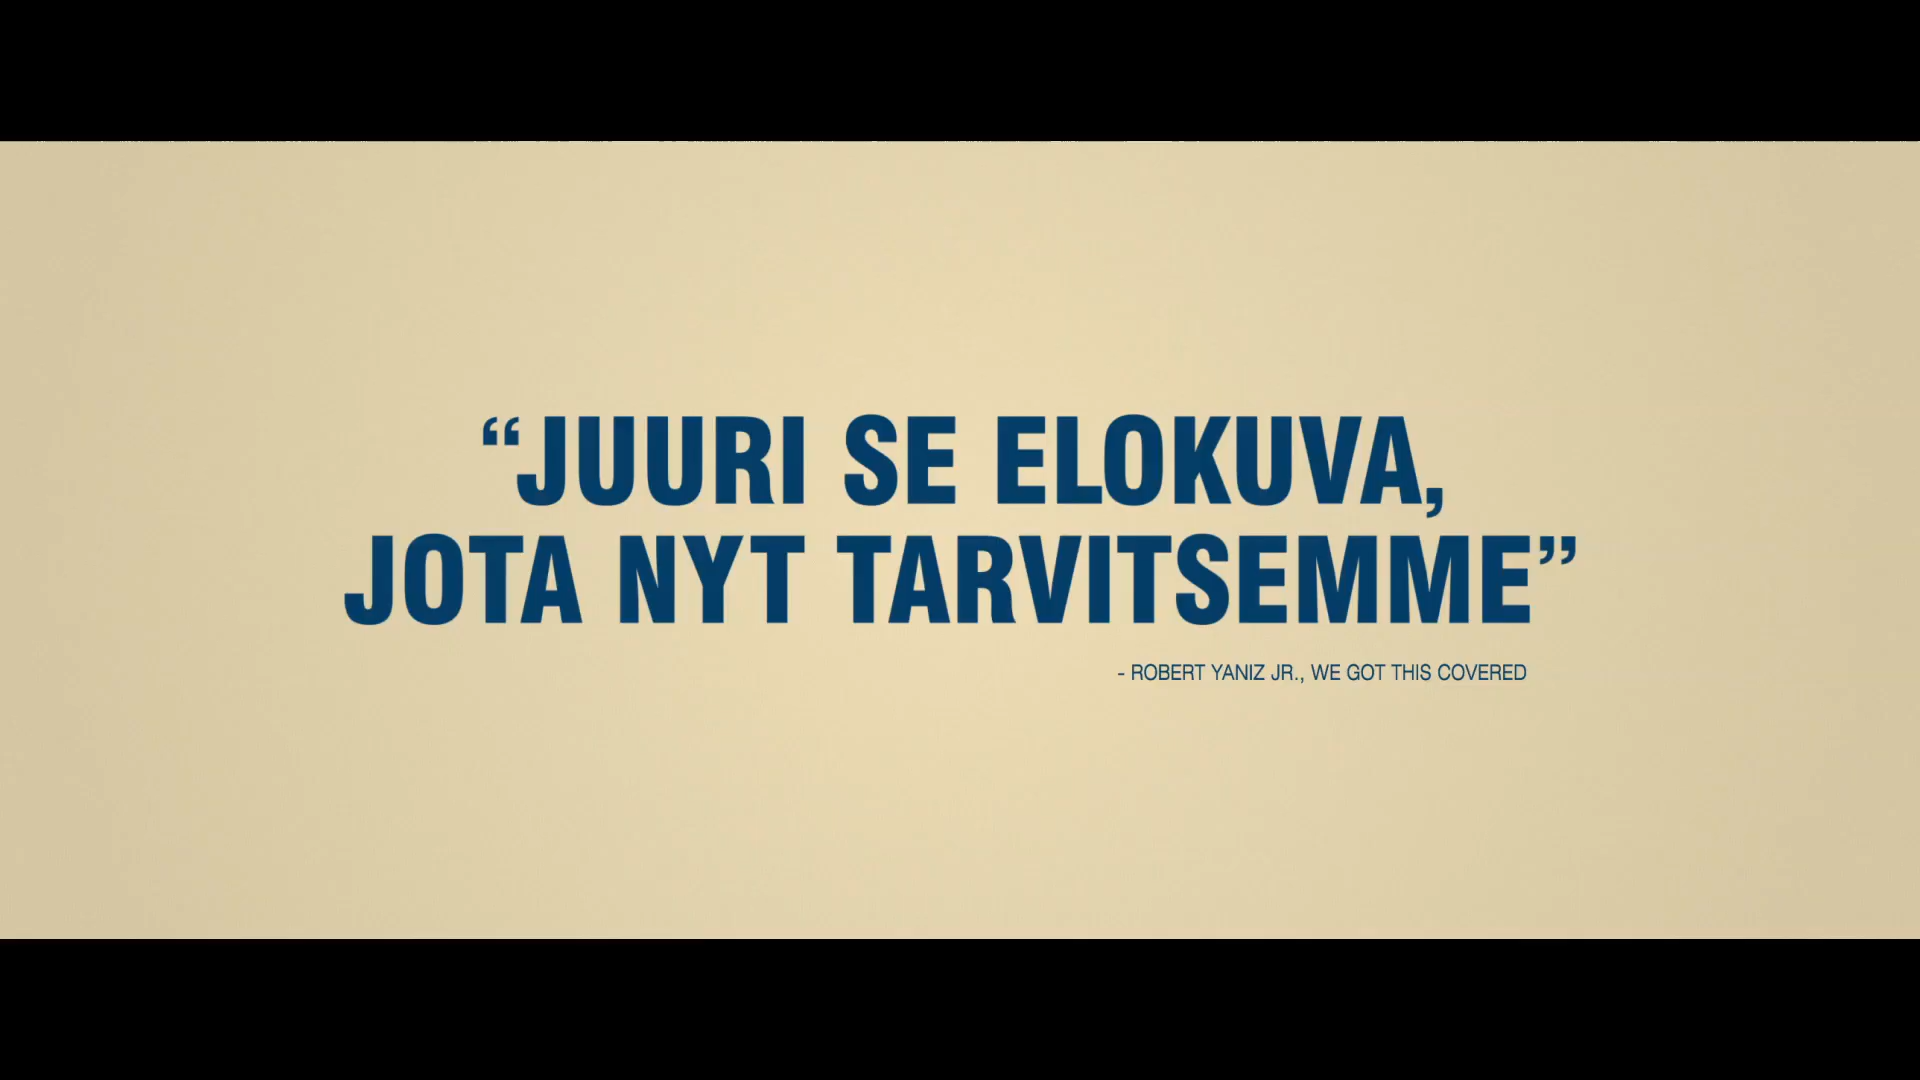 “JUURI SE ELOKUVA,
JOTA NYT TARVITSEMME”
- ROBERT YANIZ JR., WE GOT THIS COVERED